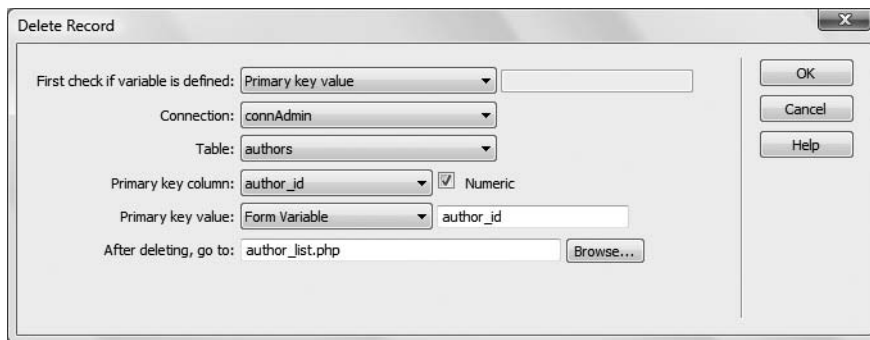 Delete Record
First check if variable is defined: Primary key value
OK
Connection: connAdmin
Cancel
Table: authors
Help
Primary key column: author_id Numeric
Primary key value: Form Variable author_id
After deleting, go to: author_list.php Browse...